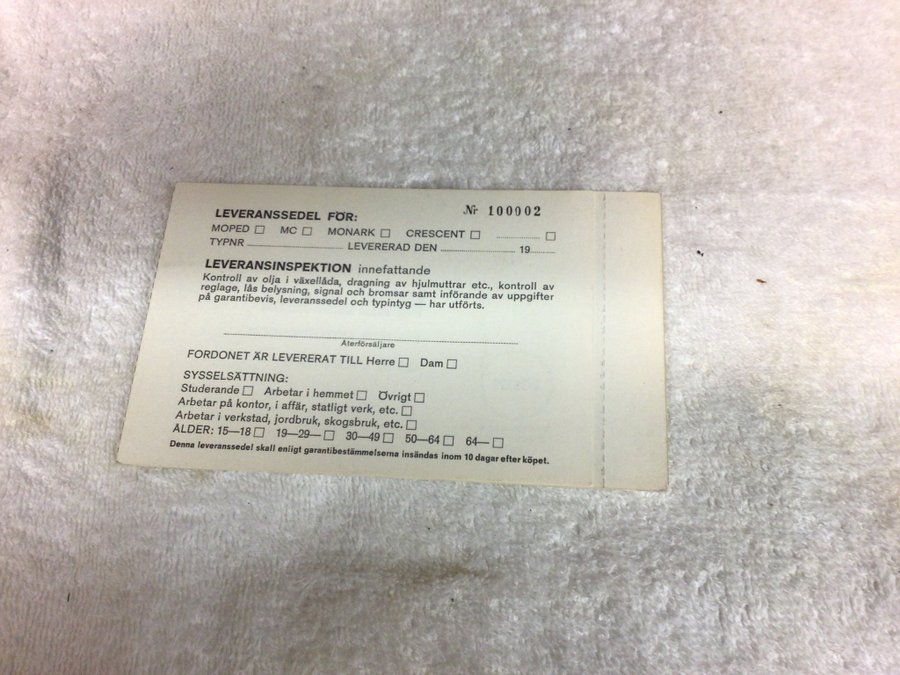 Nr 100002
LEVERANSSEDEL FÖR:
MOPED □ MC □ MONARK □ CRESCENT □ ............ □
TYPNR ........................ LEVERERAD DEN .................... 19.......
LEVERANSINSPEKTION innefattande
Kontroll av olja i växellåda, dragning av hjulmuttrar etc., kontroll av
reglage, lås belysning, signal och bromsar samt införande av uppgifter
på garantibevis, leveranssedel och typintyg — har utförts.
Återförsäljare
FORDONET ÄR LEVERERAT TILL Herre □ Dam □
SYSSELSÄTTNING:
Studerande □ Arbetar i hemmet □ Övrigt □
Arbetar på kontor, i affär, statligt verk, etc. □
Arbetar i verkstad, jordbruk, skogsbruk, etc. □
ÅLDER: 15—18 □ 19—29— □ 30—49 □ 50—64 □ 64— □
Denna leveranssedel skall enligt garantibestämmelserna insändas inom 10 dagar efter köpet.